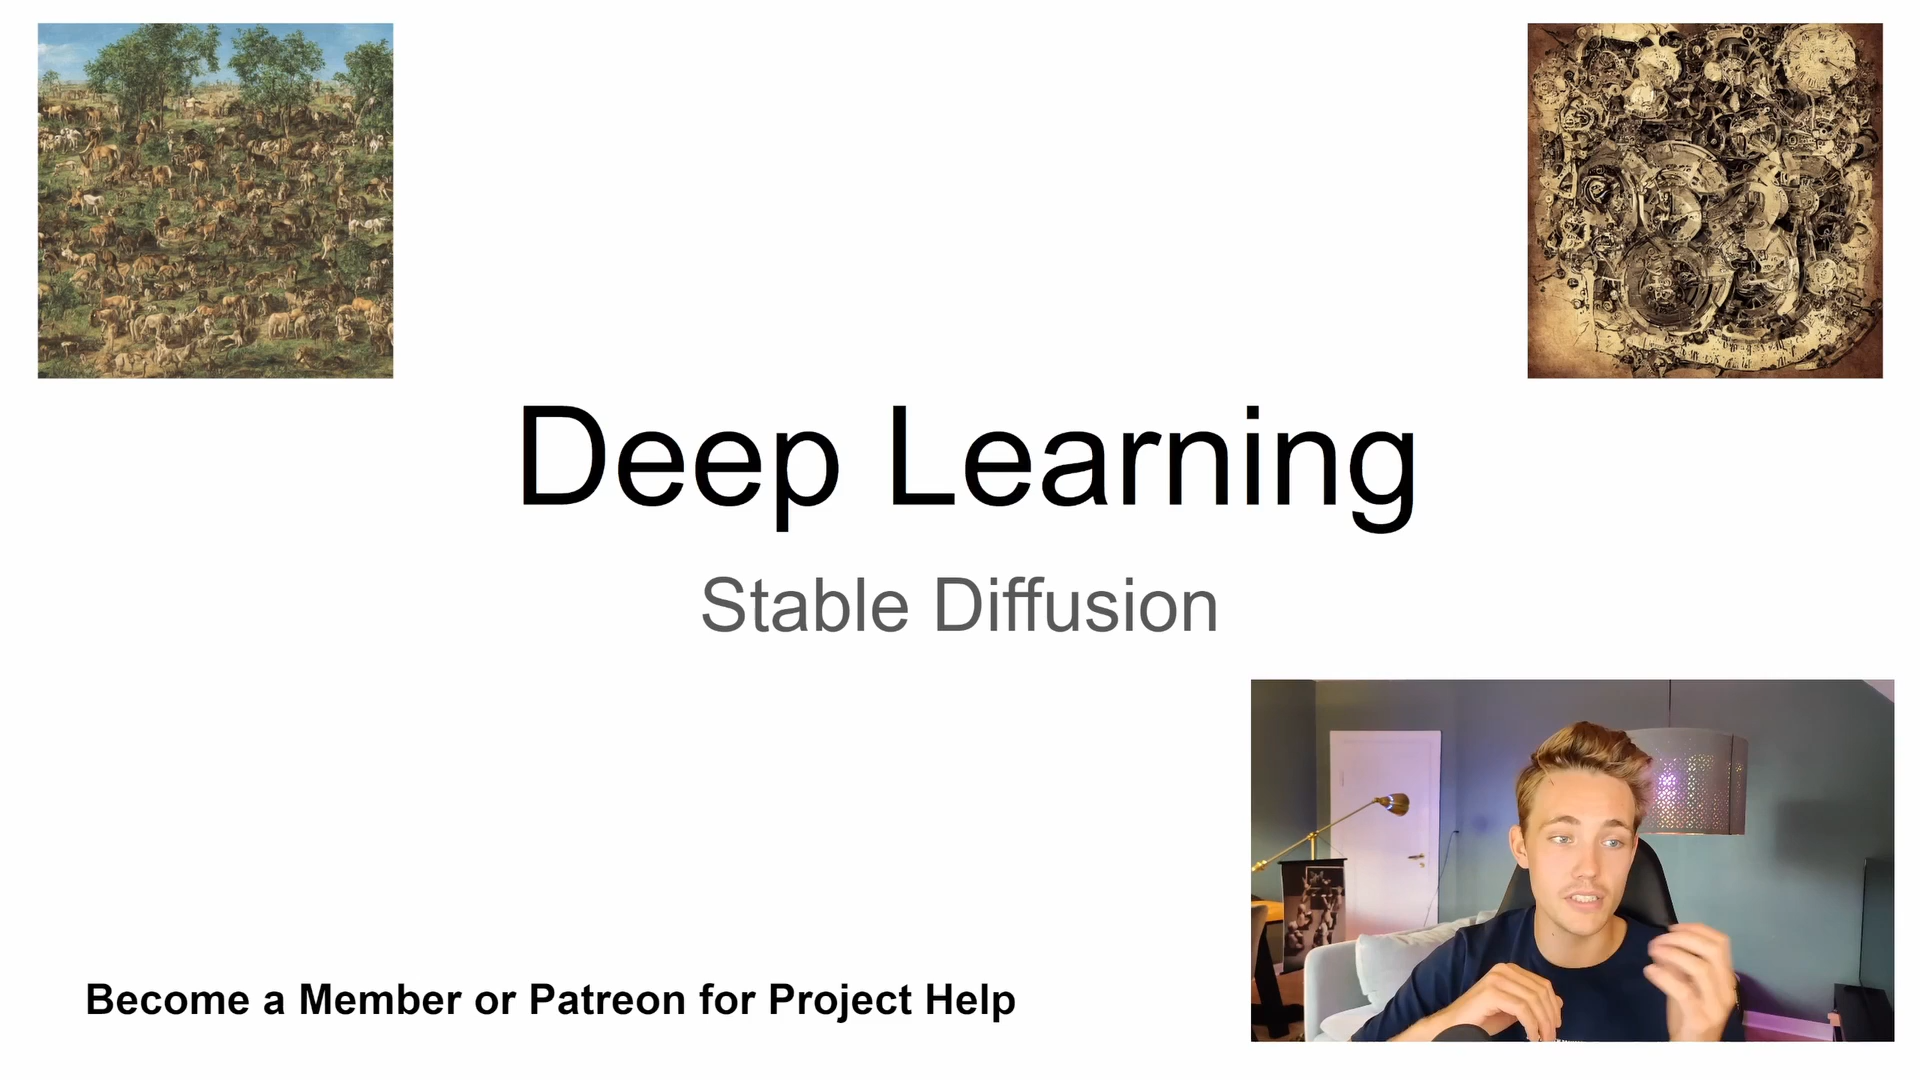 Deep Learning
Stable Diffusion
Become a Member or Patreon for Project Help